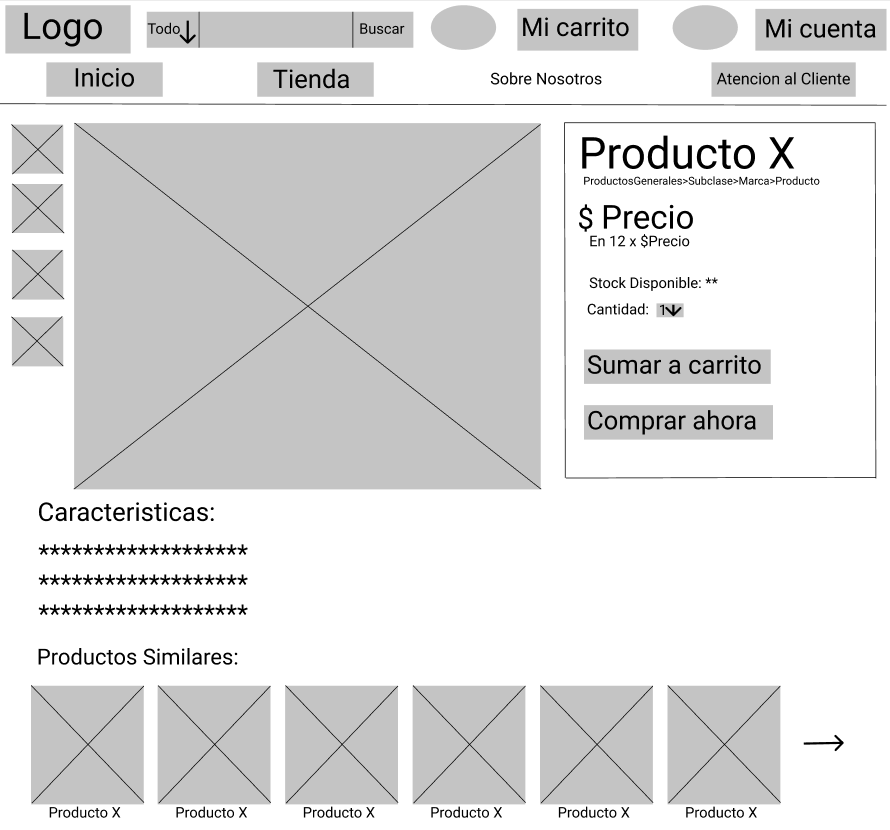 Logo
Todo
Buscar
Mi carrito
Mi cuenta
Inicio
Tienda
Sobre Nosotros
Atencion al Cliente
Producto X
ProductosGenerales>Subclase>Marca>Producto
$ Precio
En 12 x $Precio
Stock Disponible: **
Cantidad: 1
Sumar a carrito
Comprar ahora
Caracteristicas:
*******************
*******************
*******************
Productos Similares:
Producto X
Producto X
Producto X
Producto X
Producto X
Producto X